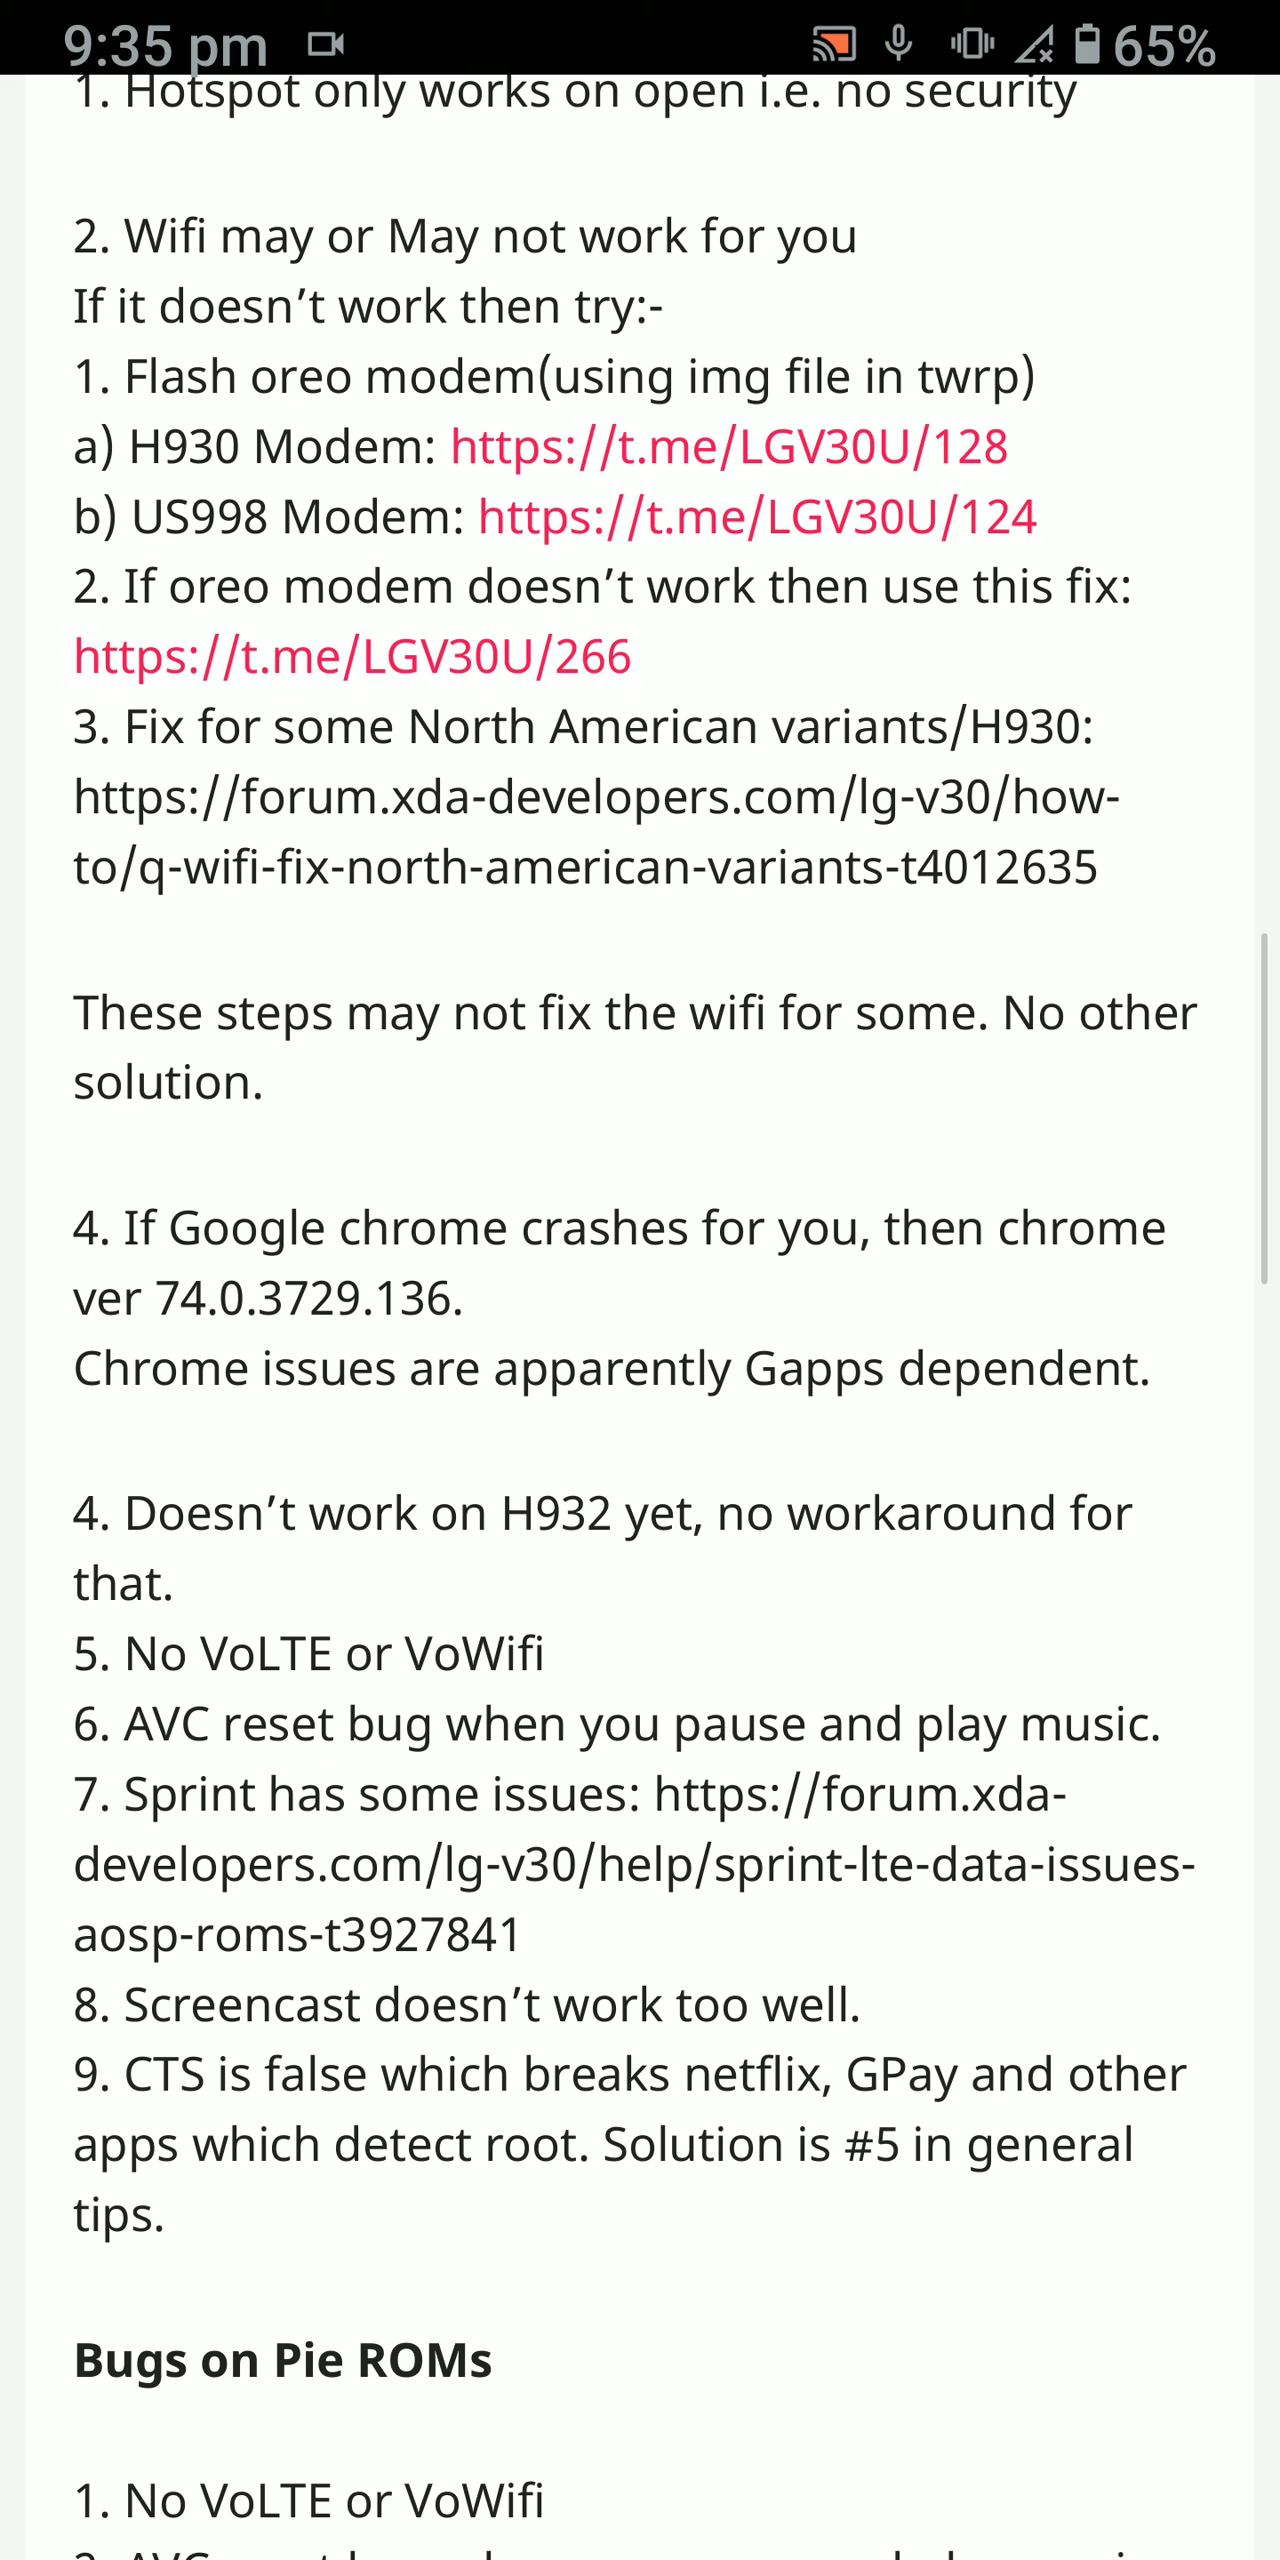 9:35 pm
65%
1. Hotspot only works on open i.e. no security
2. Wifi may or May not work for you
If it doesn’t work then try:-
1. Flash oreo modem(using img file in twrp)
a) H930 Modem: https://t.me/LGV30U/128
b) US998 Modem: https://t.me/LGV30U/124
2. If oreo modem doesn’t work then use this fix:
https://t.me/LGV30U/266
3. Fix for some North American variants/H930:
https://forum.xda-developers.com/lg-v30/how-
to/q-wifi-fix-north-american-variants-t4012635
These steps may not fix the wifi for some. No other
solution.
4. If Google chrome crashes for you, then chrome
ver 74.0.3729.136.
Chrome issues are apparently Gapps dependent.
4. Doesn’t work on H932 yet, no workaround for
that.
5. No VoLTE or VoWifi
6. AVC reset bug when you pause and play music.
7. Sprint has some issues: https://forum.xda-
developers.com/lg-v30/help/sprint-lte-data-issues-
aosp-roms-t3927841
8. Screencast doesn’t work too well.
9. CTS is false which breaks netflix, GPay and other
apps which detect root. Solution is #5 in general
tips.
Bugs on Pie ROMs
1. No VoLTE or VoWifi